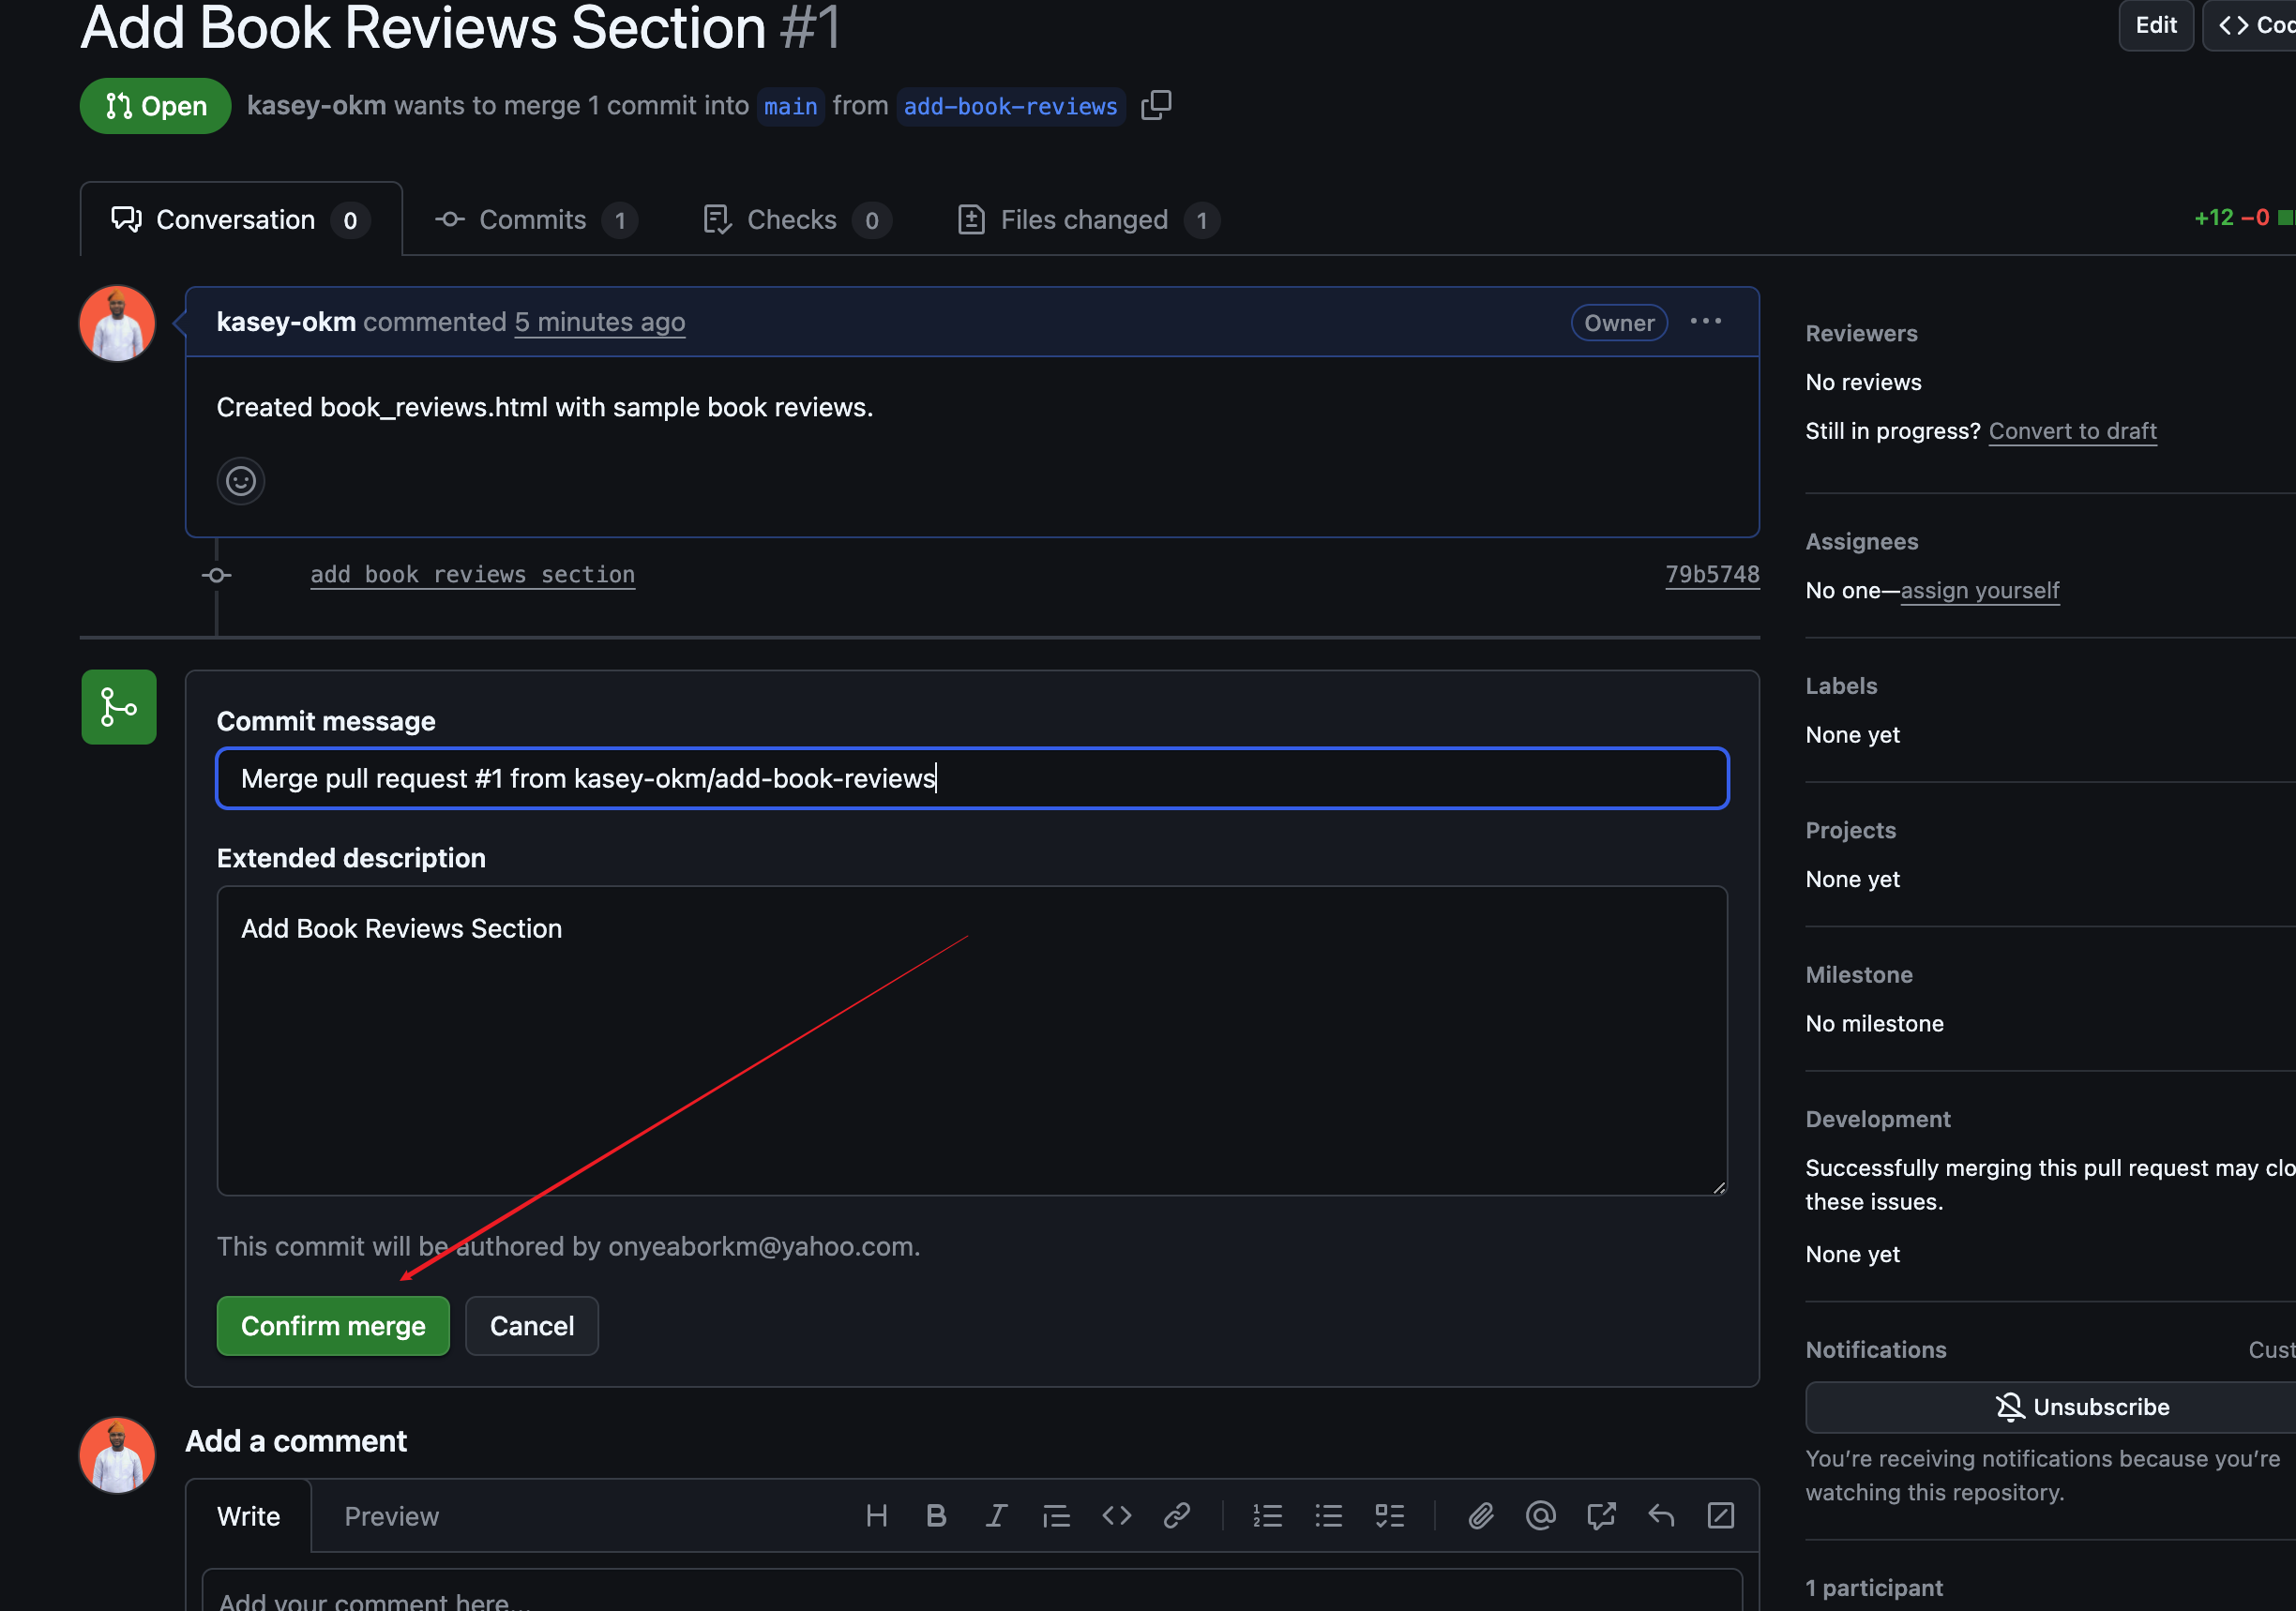 Add Book Reviews Section #1
Edit
Open
kasey-okm wants to merge 1 commit into main from add-book-reviews
Conversation 0
Commits 1
Checks 0
Files changed 1
+12 −0
kasey-okm commented 5 minutes ago
Owner
Created book_reviews.html with sample book reviews.
add book reviews section
79b5748
Commit message
Merge pull request #1 from kasey-okm/add-book-reviews
Extended description
Add Book Reviews Section
This commit will be authored by onyeaborkm@yahoo.com.
Confirm merge
Cancel
Add a comment
Write
Preview
Add your comment here...
Reviewers
No reviews
Still in progress? Convert to draft
Assignees
No one—assign yourself
Labels
None yet
Projects
None yet
Milestone
No milestone
Development
Successfully merging this pull request may clo
these issues.
None yet
Notifications
Cust
Unsubscribe
You’re receiving notifications because you’re
watching this repository.
1 participant